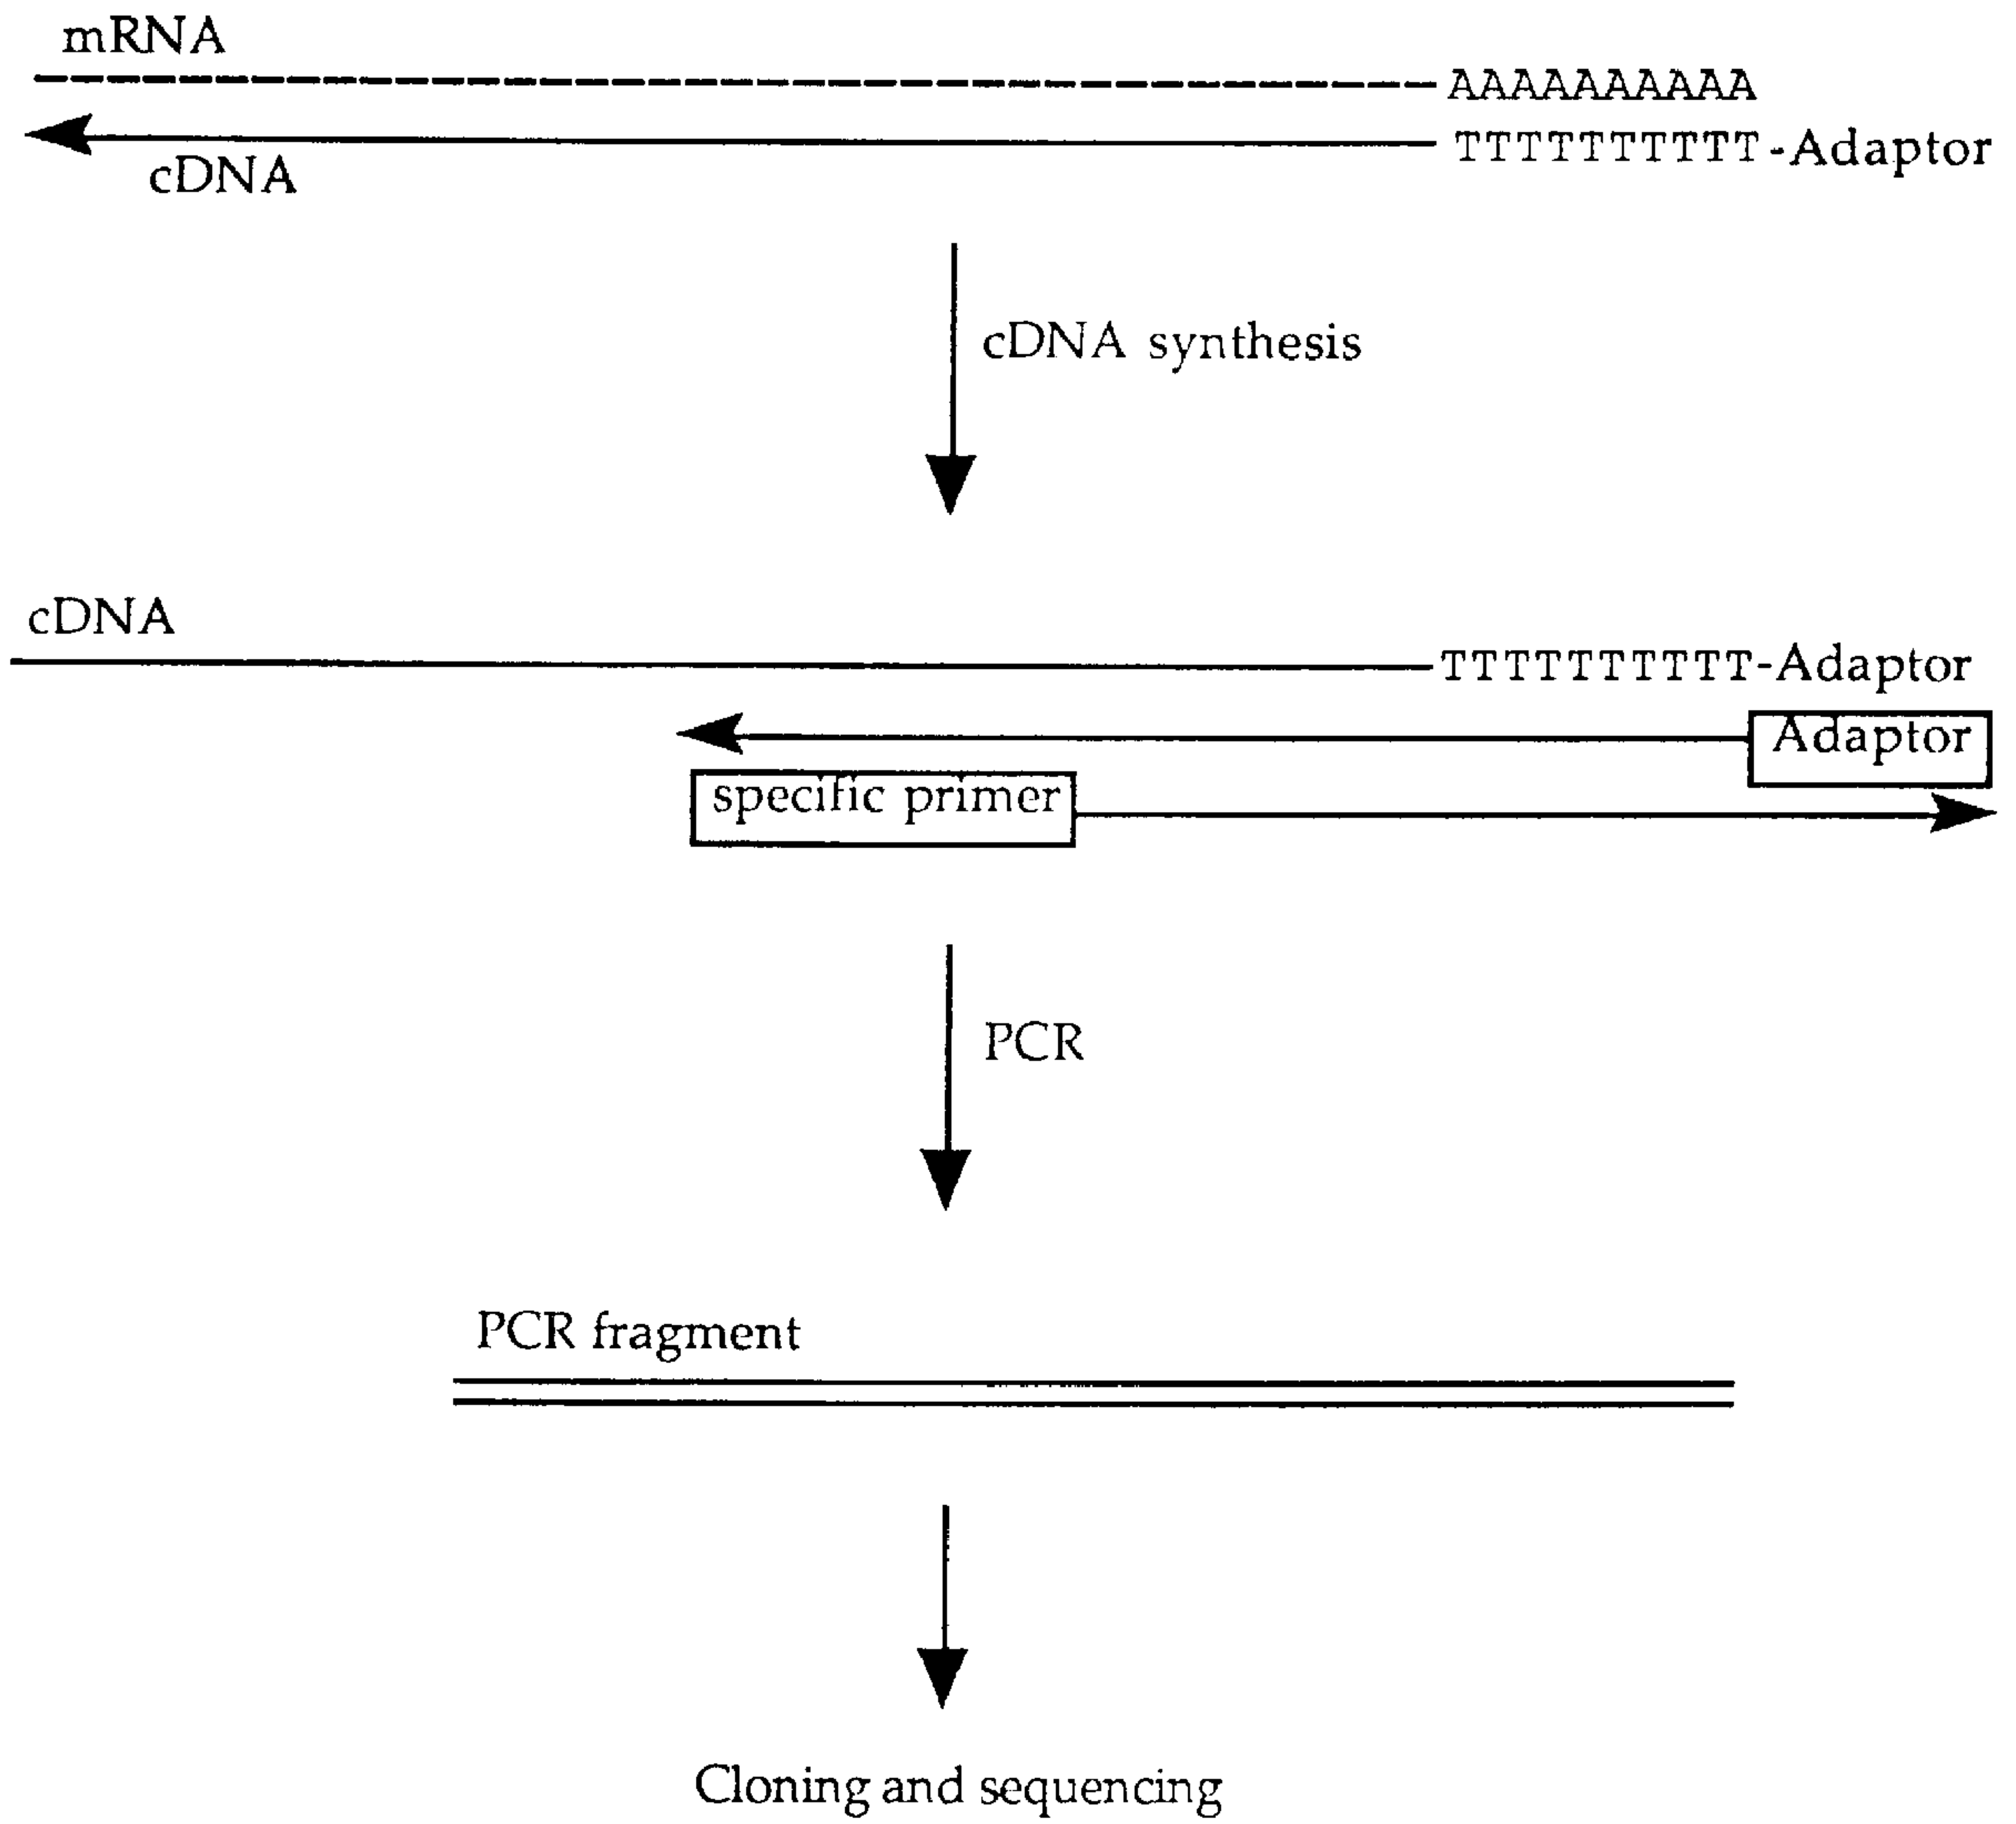 mRNA
AAAAAAAAAA
TTTTTTTTTT-Adaptor
cDNA
cDNA synthesis
cDNA
TTTTTTTTTT-Adaptor
Adaptor
specific primer
PCR
PCR fragment
Cloning and sequencing